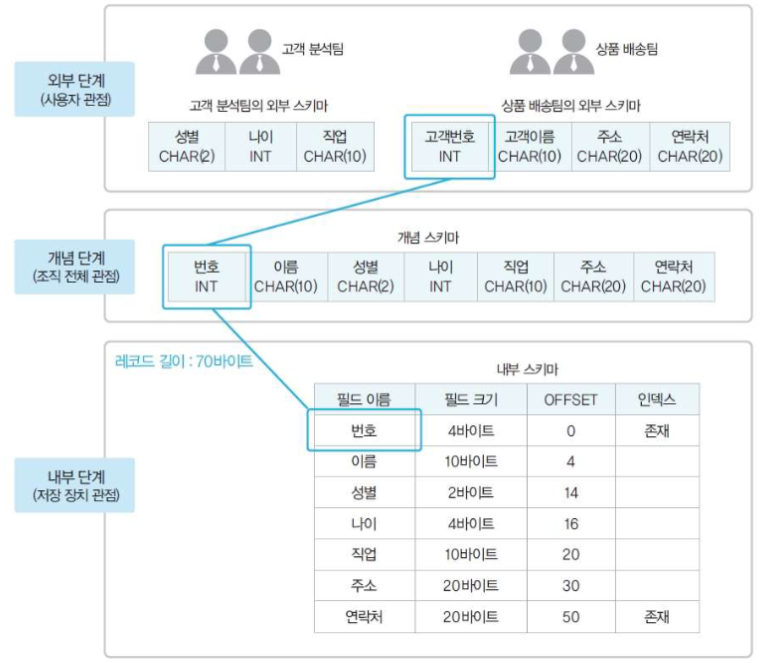 고객 분석팀
상품 배송팀
외부 단계
(사용자 관점)
고객 분석팀의 외부 스키마
상품 배송팀의 외부 스키마
성별 나이 직업
CHAR(2) INT CHAR(10)
고객번호 고객이름 주소 연락처
INT CHAR(10) CHAR(20) CHAR(20)
개념 단계
(조직 전체 관점)
개념 스키마
번호 이름 성별 나이 직업 주소 연락처
INT CHAR(10) CHAR(2) INT CHAR(10) CHAR(20) CHAR(20)
내부 단계
(저장 장치 관점)
레코드 길이 : 70바이트
내부 스키마
필드 이름 필드 크기 OFFSET 인덱스
번호 4바이트 0 존재
이름 10바이트 4
성별 2바이트 14
나이 4바이트 16
직업 10바이트 20
주소 20바이트 30
연락처 20바이트 50 존재